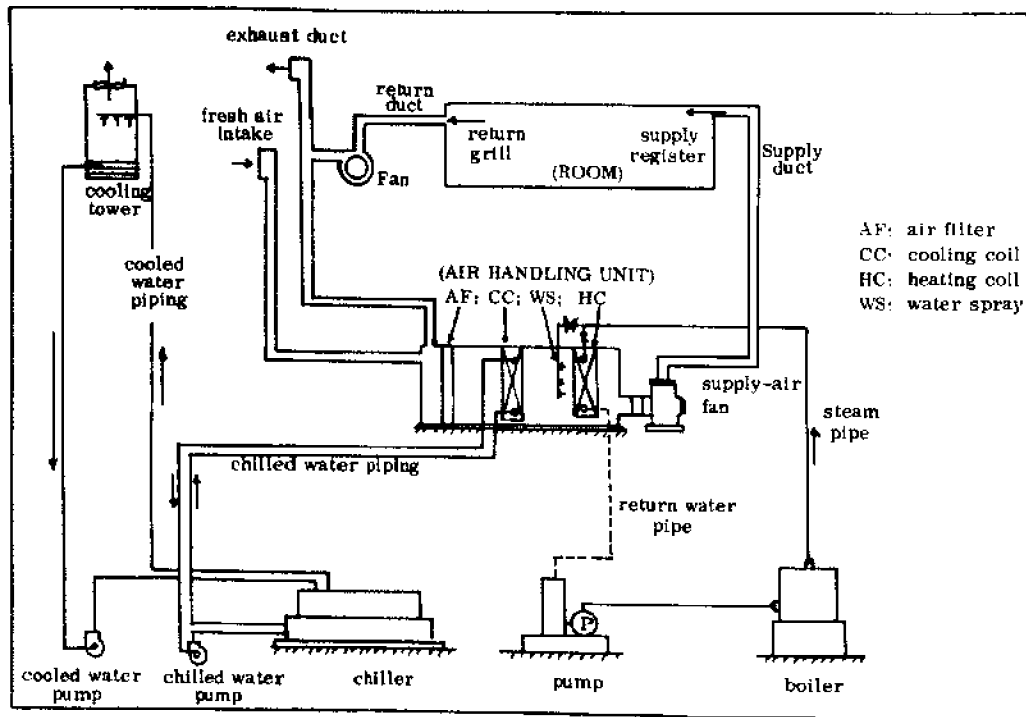 exhaust duct
return
duct
fresh air
intake
return
grill
supply
register
Supply
duct
Fan
(ROOM)
cooling
tower
AF: air filter
CC: cooling coil
HC: heating coil
WS: water spray
cooled
water
piping
(AIR HANDLING UNIT)
AF; CC; WS; HC
supply-air
fan
steam
pipe
chilled water piping
return water
pipe
P
cooled water
pump
chilled water
pump
chiller
pump
boiler